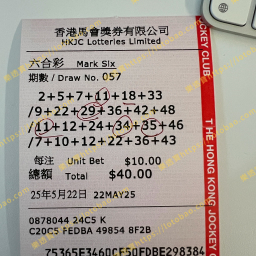 香港馬會獎券有限公司
HKJC Lotteries Limited
六合彩 Mark Six
期數 / Draw No. 057
2+5+7+11+18+33
/9+22+29+36+42+48
/11+12+24+34+35+46
/7+10+12+22+36+43
每注 Unit Bet $10.00
總額 Total $40.00
25年5月22日 22MAY25
0878044 24C5 K
C20C5 FEDBA 49854 8F2B
75365E3460CF50FDBE298384
JOCKEY CLUB
THE HONG KONG JOCKEY